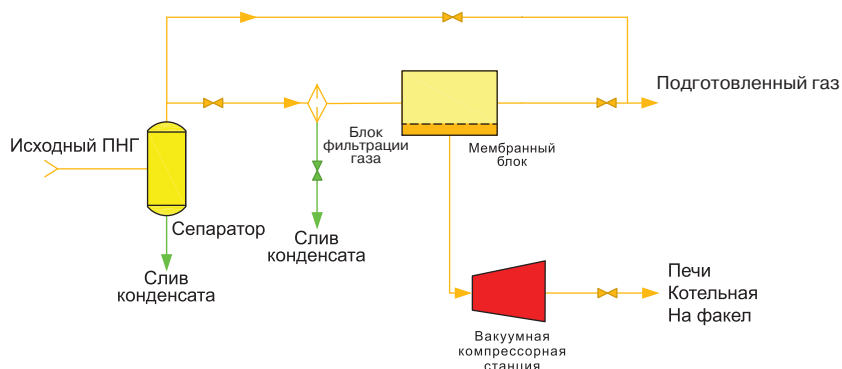 Подготовленный газ
Исходный ПНГ
Блок
фильтрации
газа
Мембранный
блок
Сепаратор
Слив
конденсата
Слив
конденсата
Печи
Котельная
На факел
Вакуумная
компрессорная
станция